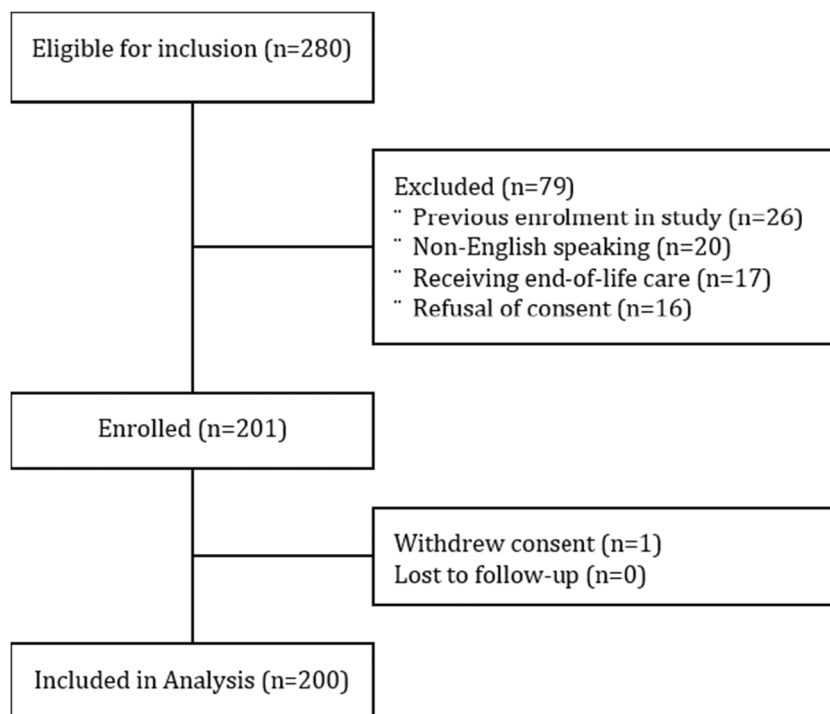 Eligible for inclusion (n=280)
Excluded (n=79)
¨ Previous enrolment in study (n=26)
¨ Non-English speaking (n=20)
¨ Receiving end-of-life care (n=17)
¨ Refusal of consent (n=16)
Enrolled (n=201)
Withdrew consent (n=1)
Lost to follow-up (n=0)
Included in Analysis (n=200)